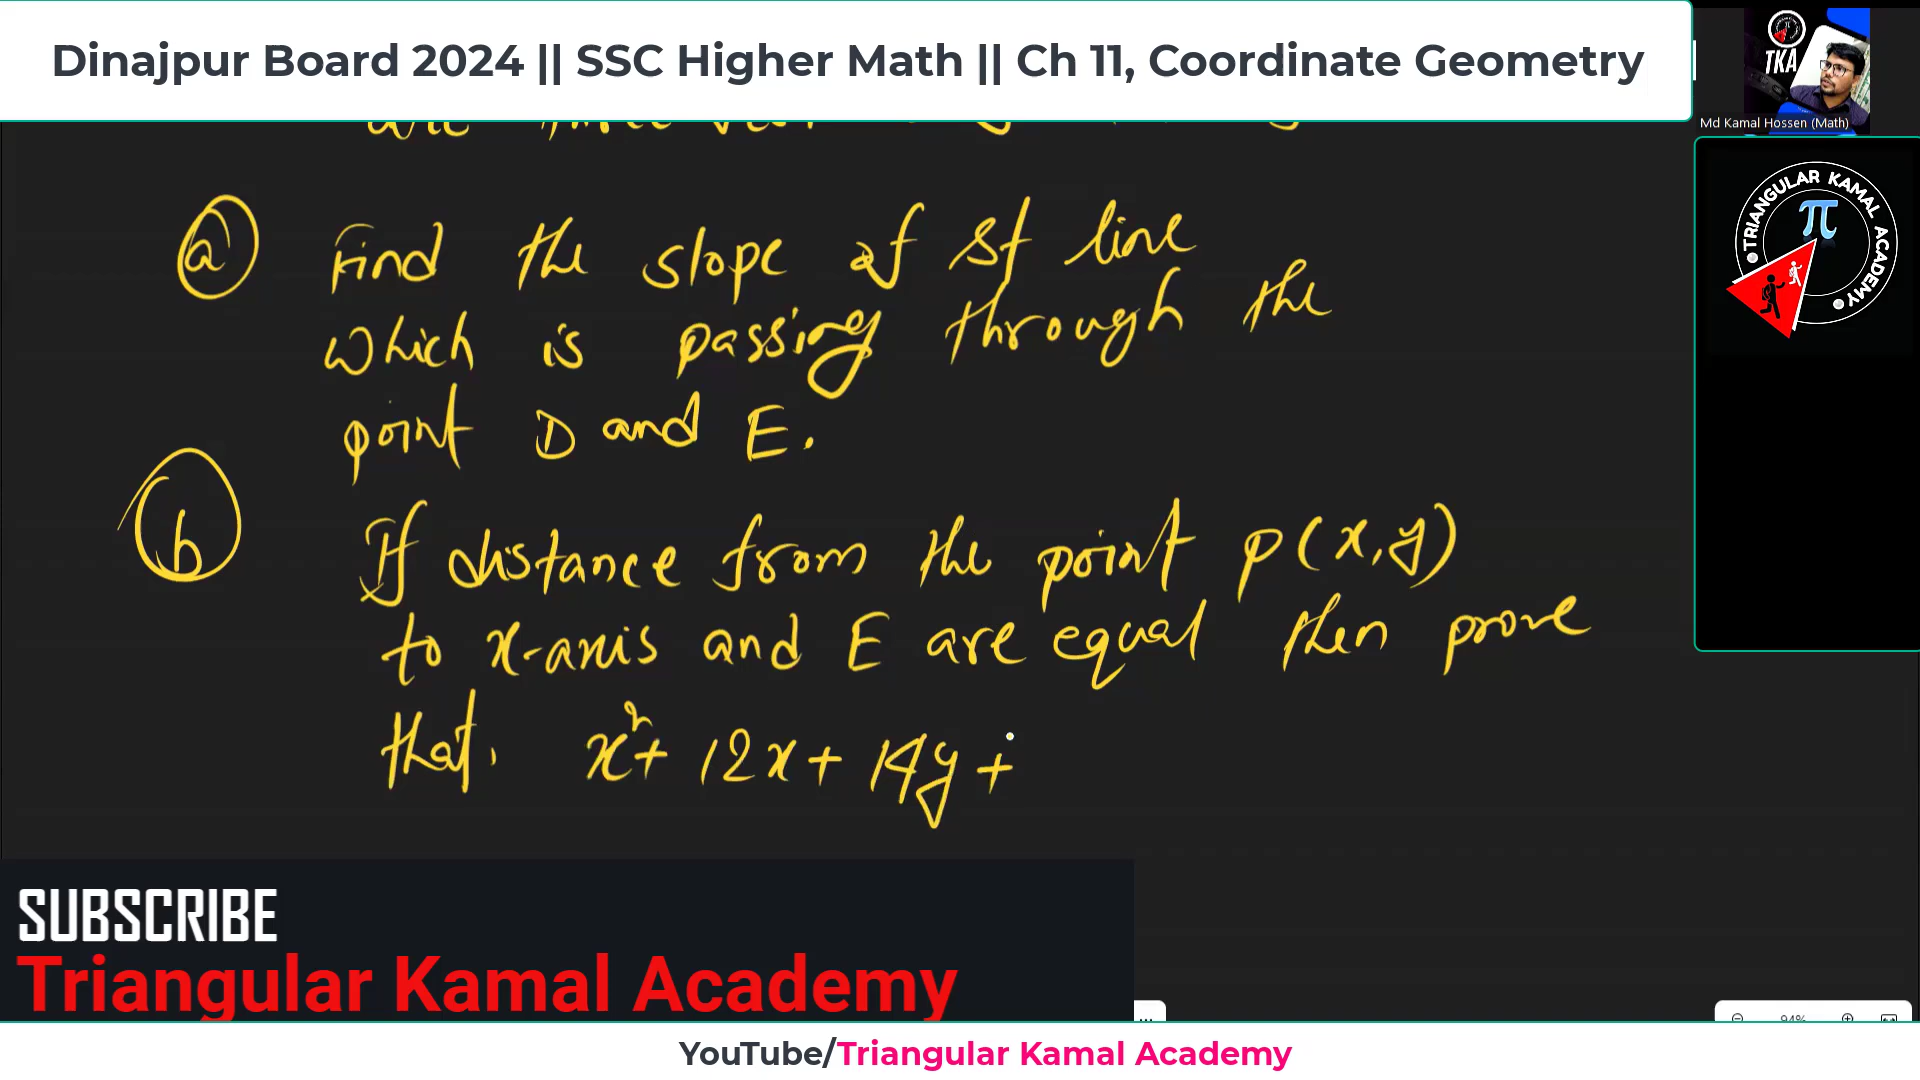 Dinajpur Board 2024 || SSC Higher Math || Ch 11, Coordinate Geometry
TKA
Md Kamal Hossen (Math)
TRIANGULAR KAMAL ACADEMY
π
a Find the slope of st line
which is passing through the
point D and E.
b If distance from the point P(x,y)
to x-axis and E are equal then prove
that, x²+ 12x + 14y +
SUBSCRIBE
Triangular Kamal Academy
94%
YouTube/Triangular Kamal Academy